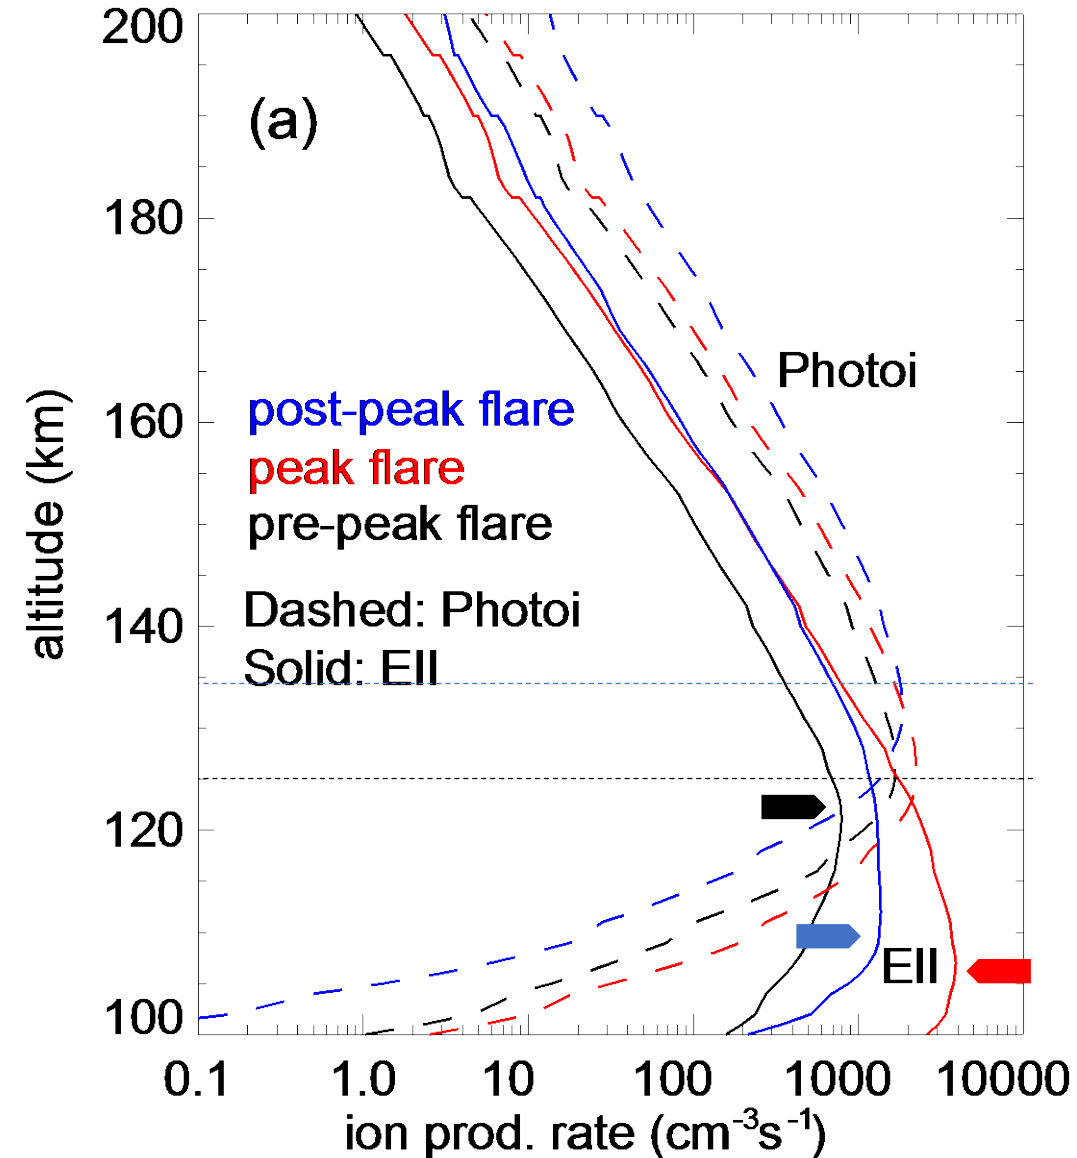 200
(a)
180
Photoi
160
post-peak flare
peak flare
pre-peak flare
Dashed: Photoi
140
Solid: EII
120
EII
100
altitude (km)
0.1 1.0 10 100 1000 10000
ion prod. rate (cm⁻³s⁻¹)